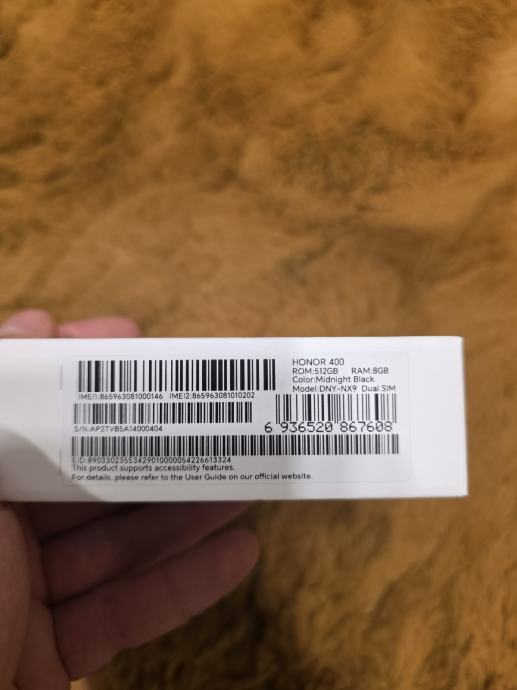 HONOR 400
ROM:512GB RAM:8GB
Color:Midnight Black
Model:DNY-NX9 Dual SIM
IMEI1:865963081000146 IMEI2:865963081010202
S/N:AP2TVB5A14000404
6 936520 867608
EID:89033023553429010000054226613324
This product supports accessibility features.
For details, please refer to the User Guide on our official website.